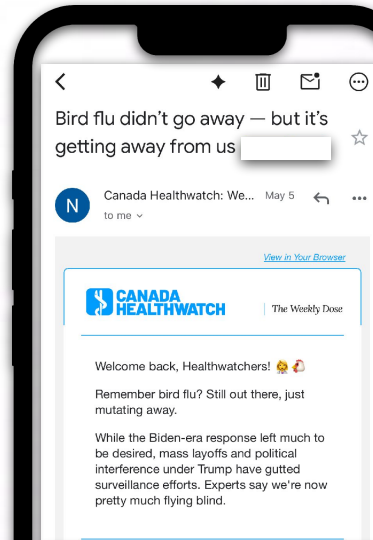 Bird flu didn't go away — but it's
getting away from us
N
Canada Healthwatch: We... May 5
to me
View in Your Browser
CANADA
HEALTHWATCH
The Weekly Dose
Welcome back, Healthwatchers!
Remember bird flu? Still out there, just
mutating away.
While the Biden-era response left much to
be desired, mass layoffs and political
interference under Trump have gutted
surveillance efforts. Experts say we're now
pretty much flying blind.